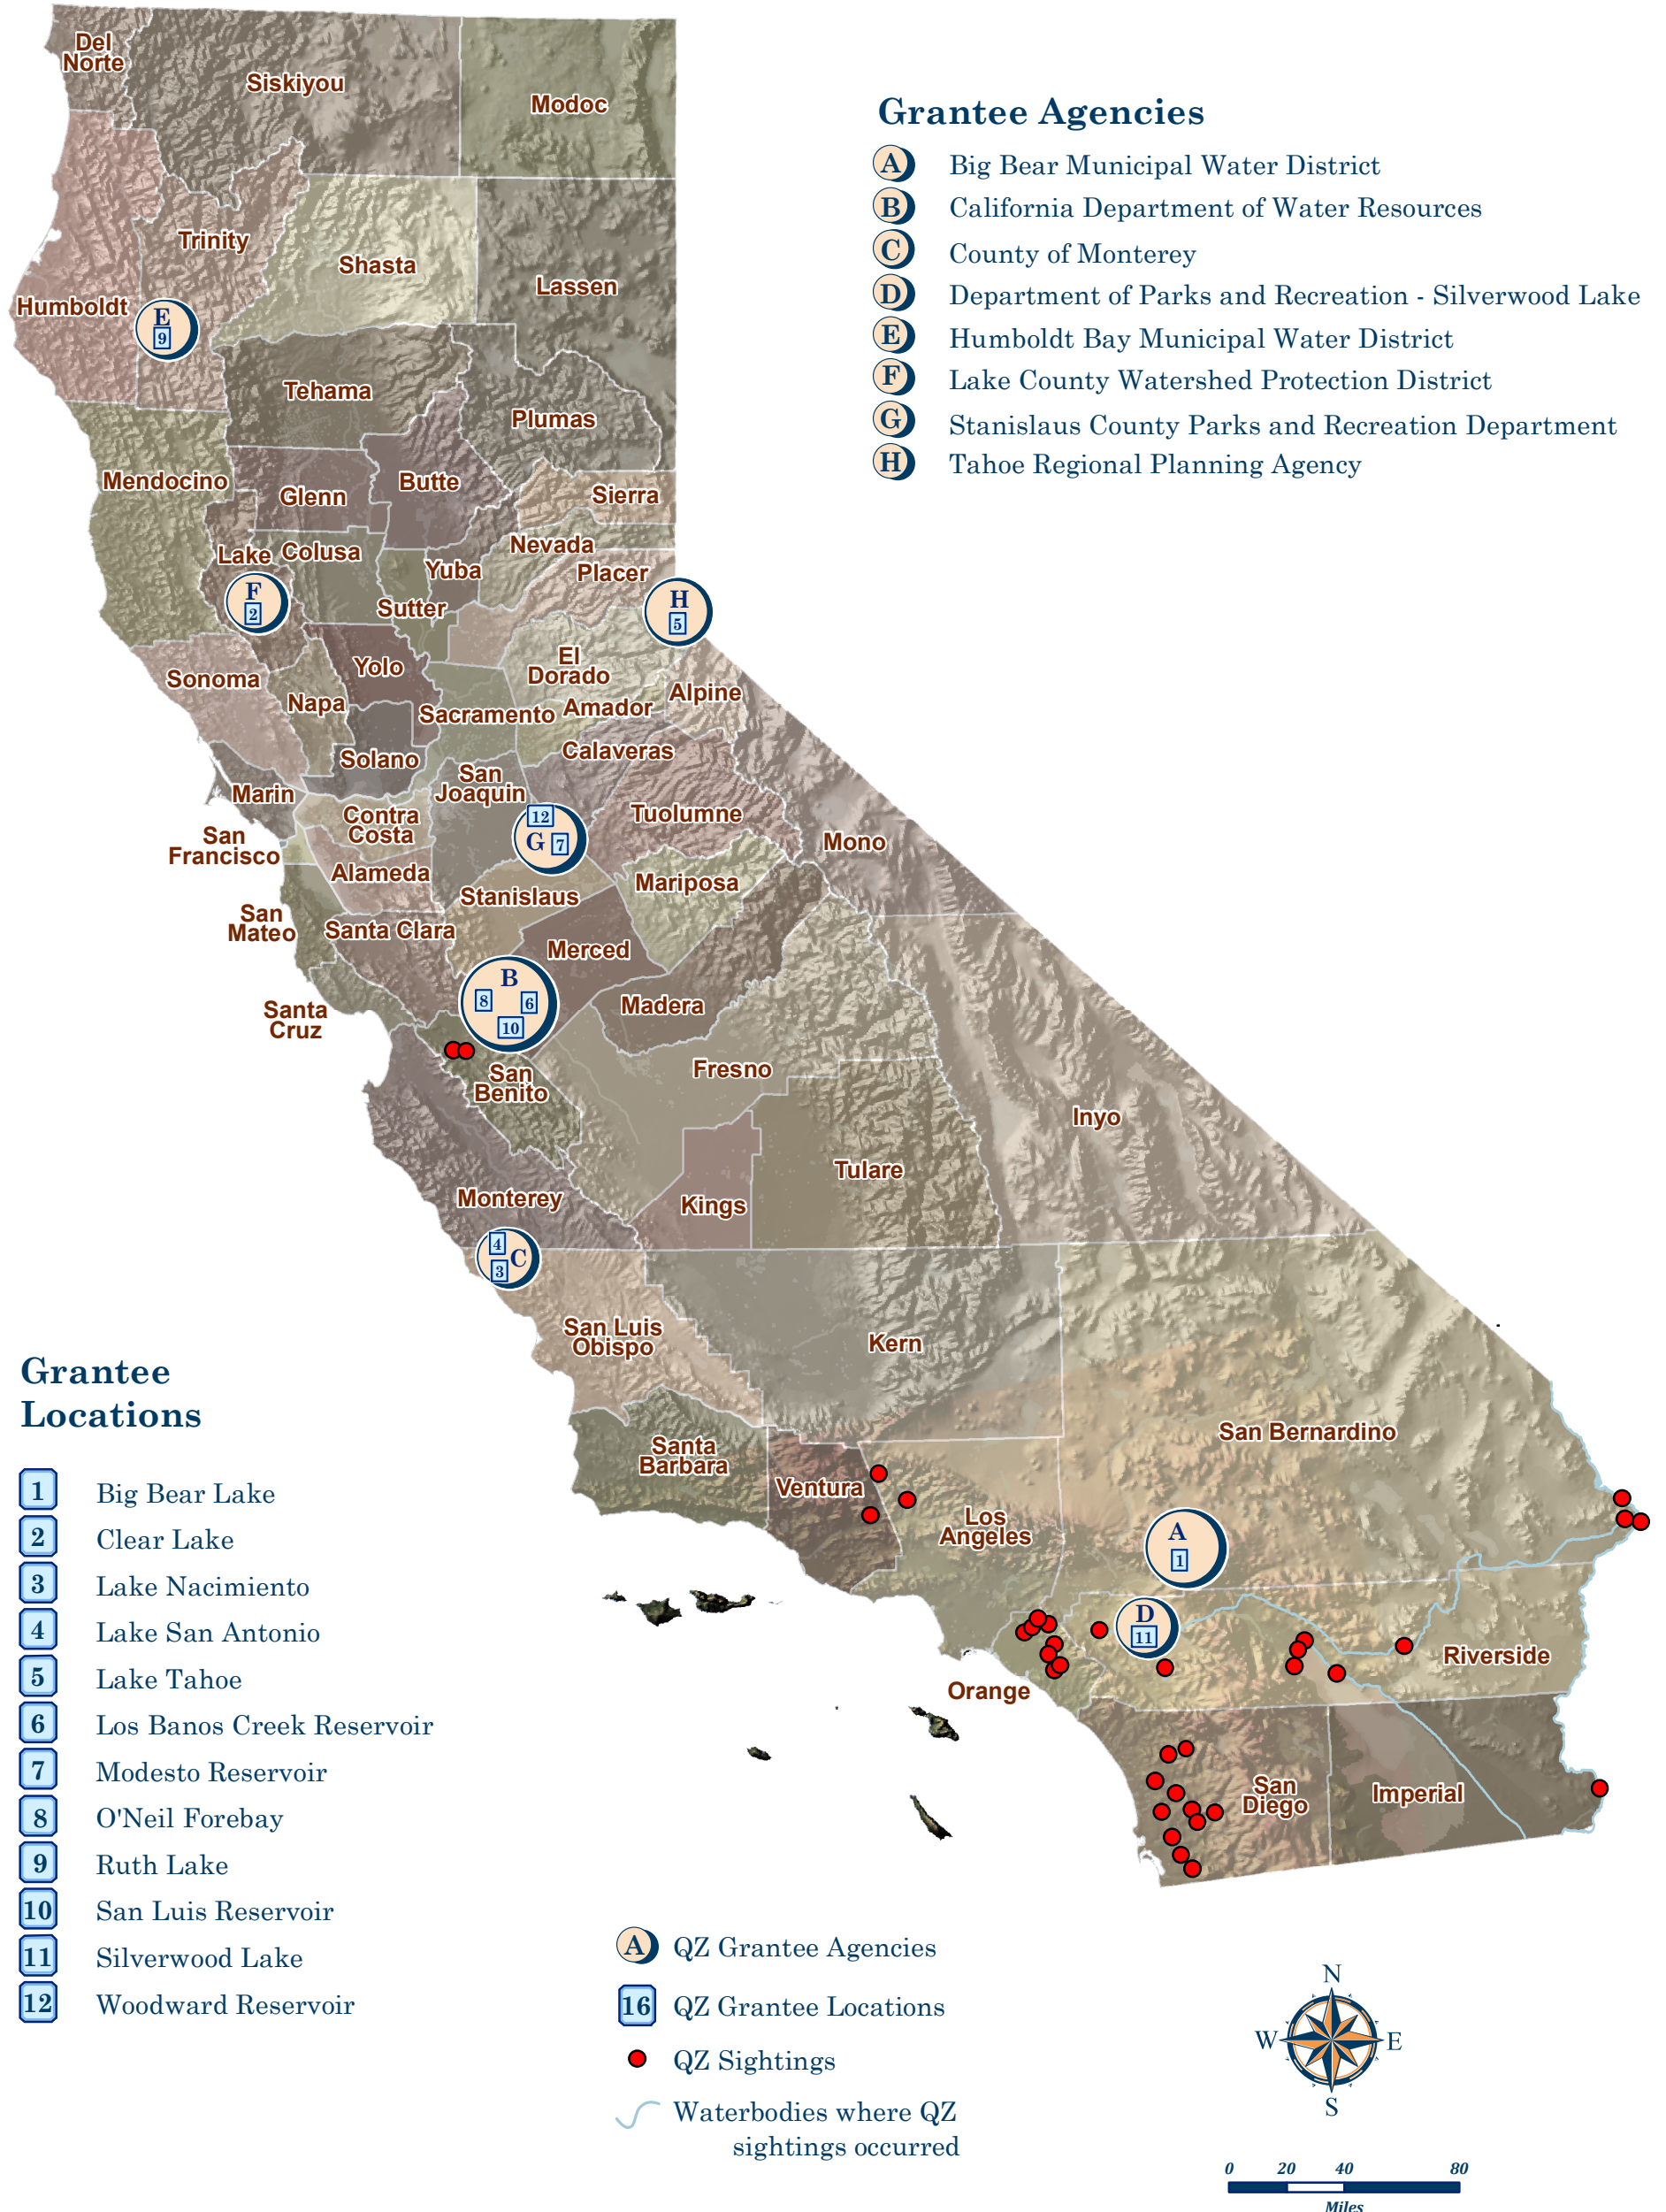 Del
Norte
Siskiyou
Modoc
Trinity
Shasta
Lassen
Humboldt
E
9
Tehama
Plumas
Mendocino
Glenn
Butte
Sierra
Lake
Colusa
Nevada
Yuba
Placer
Sutter
F
2
H
5
El
Dorado
Yolo
Sonoma
Napa
Alpine
Sacramento
Amador
Calaveras
Solano
San
Joaquin
Marin
Contra
Costa
Tuolumne
12
G
7
San
Francisco
Mono
Alameda
Mariposa
Stanislaus
San
Mateo
Santa Clara
Merced
B
8
6
10
Santa
Cruz
Madera
San
Benito
Fresno
Inyo
Tulare
Monterey
Kings
4
C
3
San Luis
Obispo
Kern
San Bernardino
Santa
Barbara
Ventura
Los
Angeles
A
1
D
11
Orange
Riverside
San
Diego
Imperial
Grantee Agencies
A Big Bear Municipal Water District
B California Department of Water Resources
C County of Monterey
D Department of Parks and Recreation - Silverwood Lake
E Humboldt Bay Municipal Water District
F Lake County Watershed Protection District
G Stanislaus County Parks and Recreation Department
H Tahoe Regional Planning Agency
Grantee
Locations
1 Big Bear Lake
2 Clear Lake
3 Lake Nacimiento
4 Lake San Antonio
5 Lake Tahoe
6 Los Banos Creek Reservoir
7 Modesto Reservoir
8 O'Neil Forebay
9 Ruth Lake
10 San Luis Reservoir
11 Silverwood Lake
12 Woodward Reservoir
A QZ Grantee Agencies
16 QZ Grantee Locations
QZ Sightings
Waterbodies where QZ
sightings occurred
N
W E
S
0 20 40 80
Miles